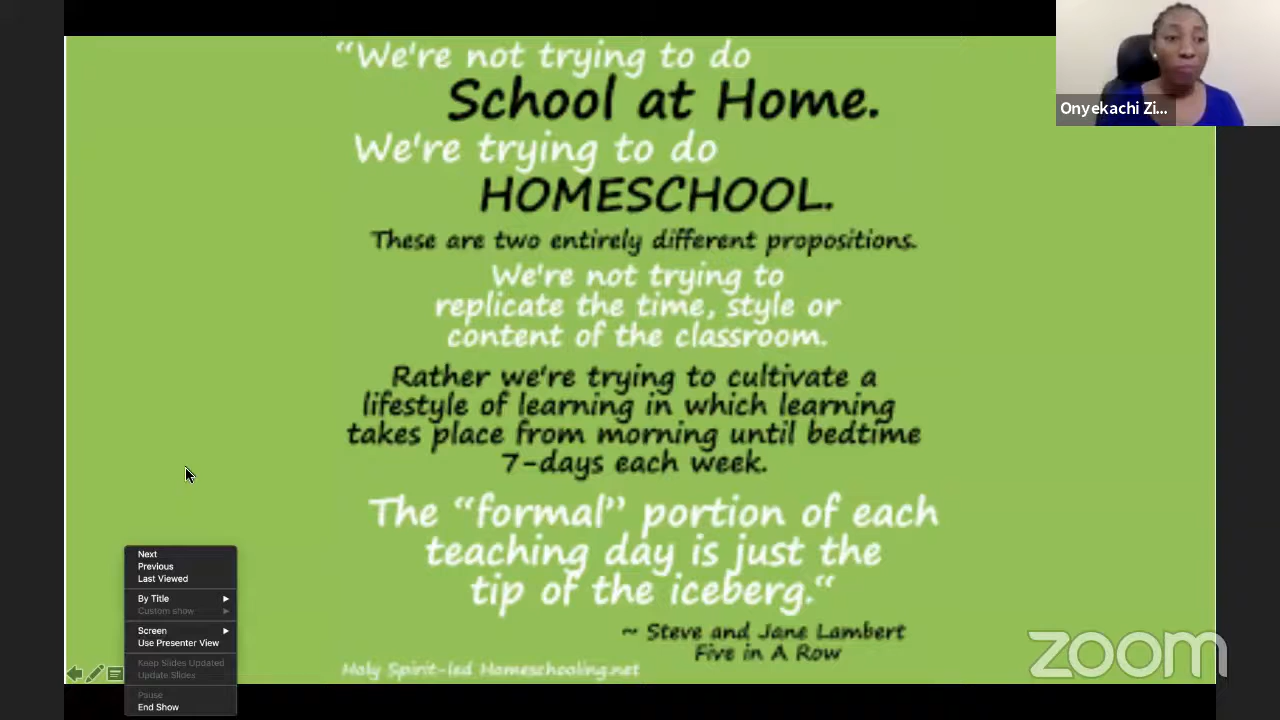 “We're not trying to do
School at Home.
We're trying to do
HOMESCHOOL.
These are two entirely different propositions.
We're not trying to
replicate the time, style or
content of the classroom.
Rather we're trying to cultivate a
lifestyle of learning in which learning
takes place from morning until bedtime
7-days each week.
The “formal” portion of each
teaching day is just the
tip of the iceberg.“
~ Steve and Jane Lambert
Five in A Row
Holy Spirit-led Homeschooling.net
Onyekachi Zi...
Next
Previous
Last Viewed
By Title
Custom show
Screen
Use Presenter View
Keep Slides Updated
Update Slides
Pause
End Show
zoom